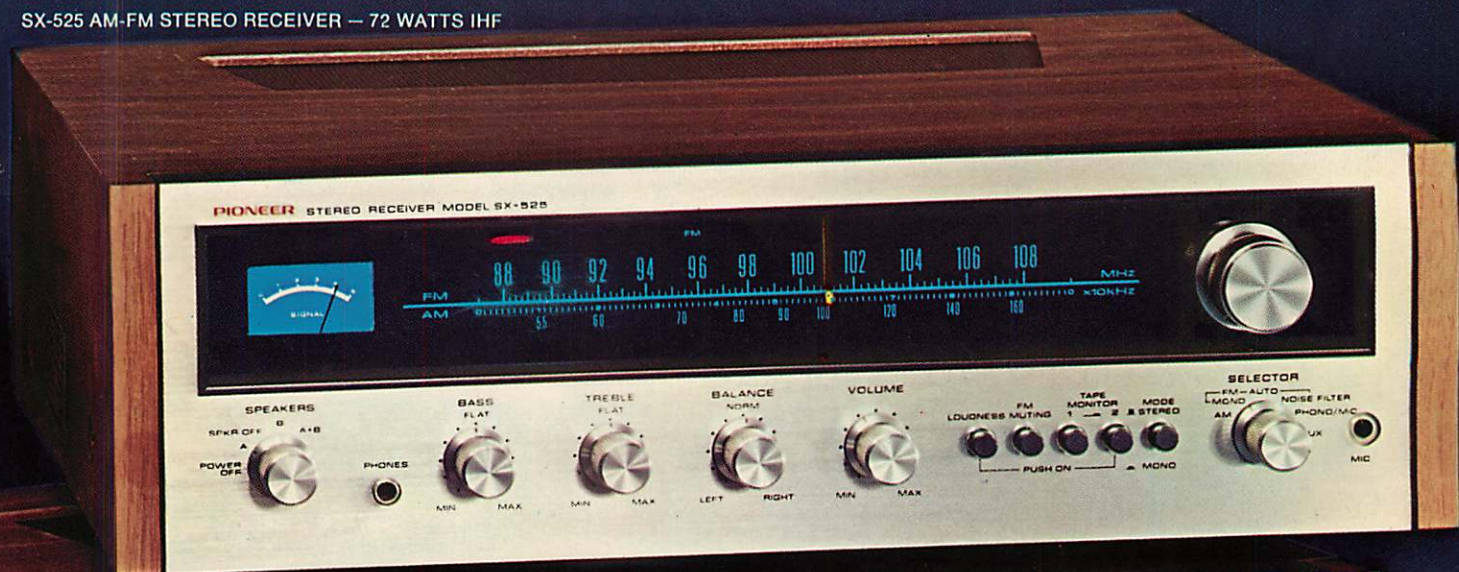 SX-525 AM-FM STEREO RECEIVER — 72 WATTS IHF
PIONEER STEREO RECEIVER MODEL SX-525
FM
88 90 92 94 96 98 100 102 104 106 108
FM MHz
AM x10kHz
55 60 70 80 90 100 120 140 160
SIGNAL
SPEAKERS
SPKR OFF A B A+B
POWER OFF
PHONES
BASS
FLAT
MIN MAX
TREBLE
FLAT
MIN MAX
BALANCE
NORM
LEFT RIGHT
VOLUME
MIN MAX
LOUDNESS
FM MUTING
TAPE MONITOR
1 2
MODE
STEREO
PUSH ON
MONO
SELECTOR
FM-AUTO
MONO
NOISE FILTER
AM
PHONO/MIC
MIC